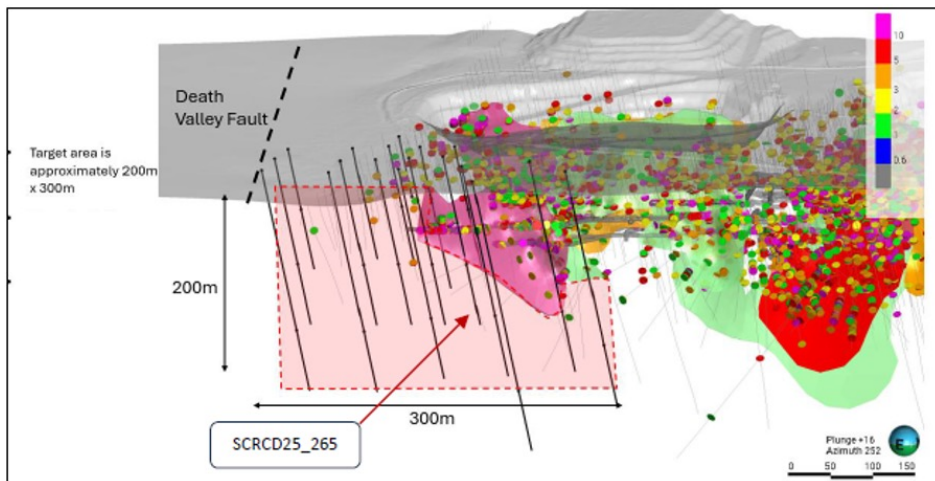 10
5
3
2
1
0.5
Death
Valley Fault
Target area is
approximately 200m
x 300m
200m
300m
SCRCD25_265
Plunge +16
Azimuth 252
E
0 50 100 150